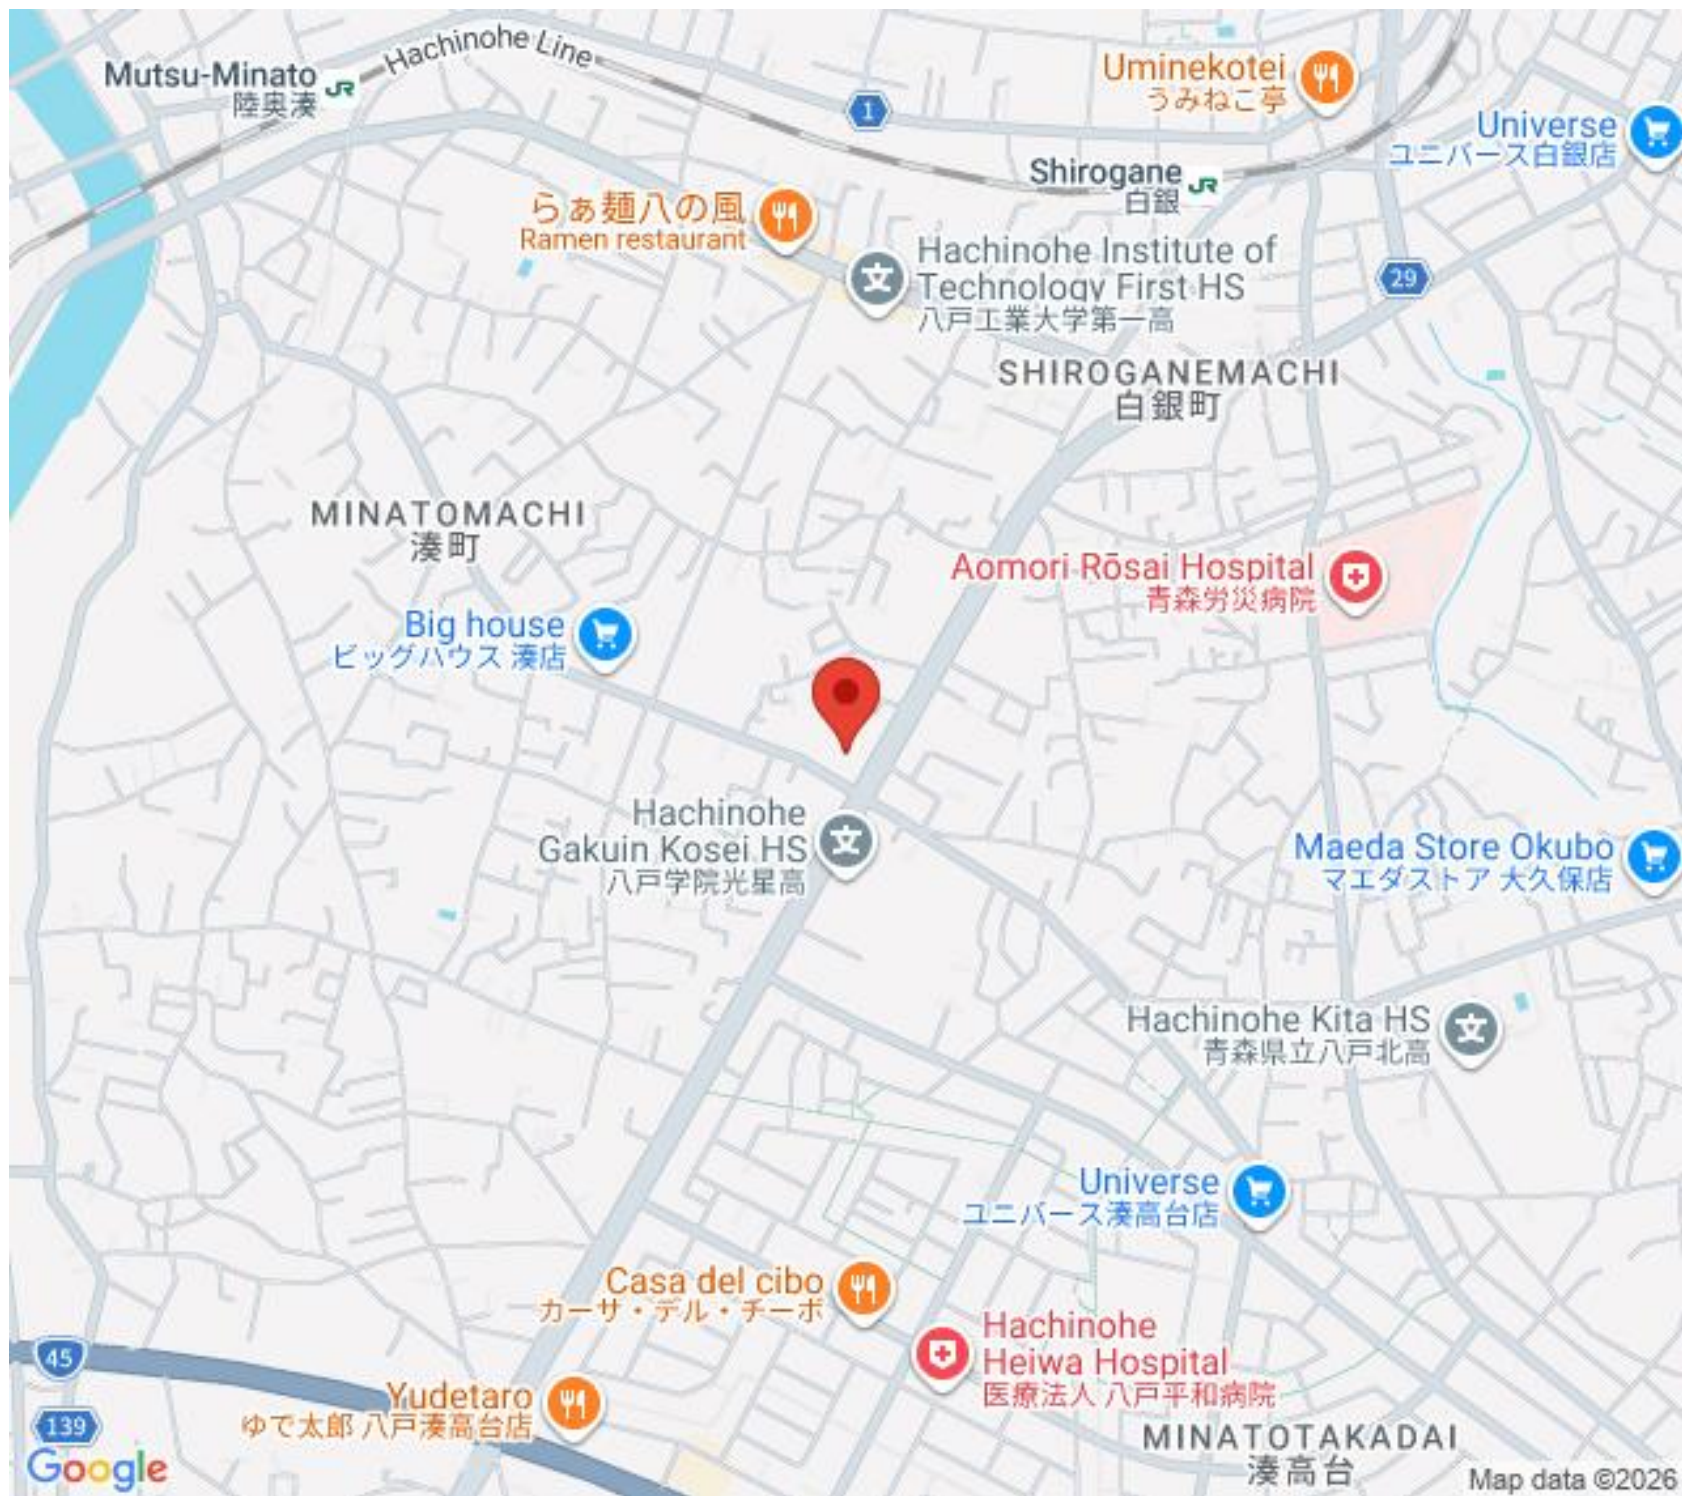 Hachinohe Line
Mutsu-Minato
JR
陸奥湊
1
Uminekotei
うみねこ亭
Universe
ユニバース白銀店
Shirogane
JR
白銀
らぁ麺八の風
Ramen restaurant
Hachinohe Institute of
Technology First HS
八戸工業大学第一高
29
SHIROGANEMACHI
白銀町
MINATOMACHI
湊町
Aomori Rōsai Hospital
青森労災病院
Big house
ビッグハウス 湊店
Hachinohe
Gakuin Kosei HS
八戸学院光星高
Maeda Store Okubo
マエダストア 大久保店
Hachinohe Kita HS
青森県立八戸北高
Universe
ユニバース湊高台店
Casa del cibo
カーサ・デル・チーボ
Hachinohe
Heiwa Hospital
医療法人 八戸平和病院
45
Yudetaro
ゆで太郎 八戸湊高台店
139
MINATOTAKADAI
湊高台
Google
Map data ©2026
文
文
文